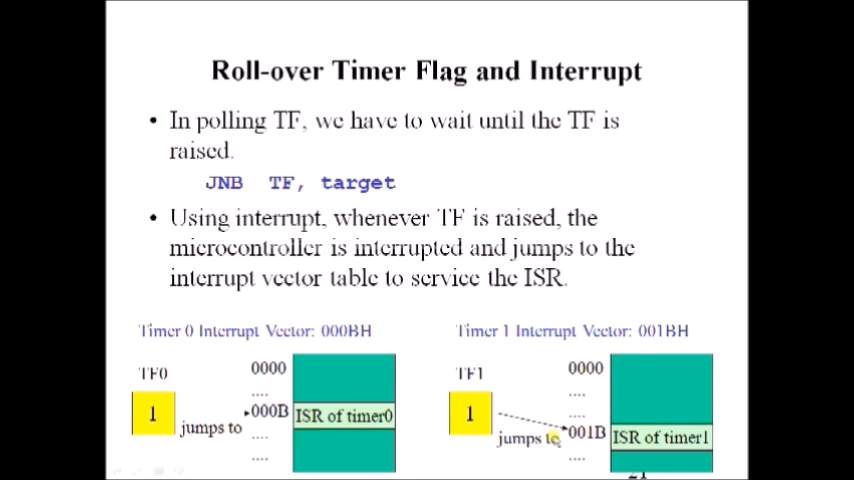 Roll-over Timer Flag and Interrupt
• In polling TF, we have to wait until the TF is
raised.
JNB TF, target
• Using interrupt, whenever TF is raised, the
microcontroller is interrupted and jumps to the
interrupt vector table to service the ISR.
Timer 0 Interrupt Vector: 000BH
TF0
1
jumps to
0000
....
000B
ISR of timer0
....
....
Timer 1 Interrupt Vector: 001BH
TF1
1
jumps to
0000
....
....
001B
ISR of timer1
....
21